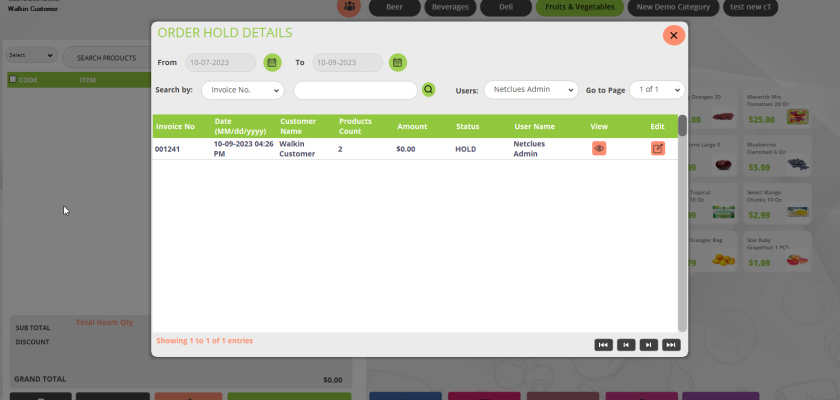 Walkin Customer
Beer
Beverages
Deli
Fruits & Vegetables
New Demo Category
test new cT
Select
SEARCH PRODUCTS
CODE
ITEM
ORDER HOLD DETAILS
From
10-07-2023
To
10-09-2023
Search by:
Invoice No.
Users:
Netclues Admin
Go to Page
1 of 1
Invoice No
Date
(MM/dd/yyyy)
Customer
Name
Products
Count
Amount
Status
User Name
View
Edit
001241
10-09-2023 04:26
PM
Walkin
Customer
2
$0.00
HOLD
Netclues
Admin
Showing 1 to 1 of 1 entries
Oranges 20
Maverick Mix
Tomatoes 20 Oz
$25.00
Blueberries
Clamshell 6 Oz
$5.99
Tropical
10 Oz
Select Mango
Chunks 10 Oz
$2.99
Oranges Bag
Star Ruby
Grapefruit 1 PCS
$1.09
SUB TOTAL
Total Iteam Qty
DISCOUNT
GRAND TOTAL
$0.00